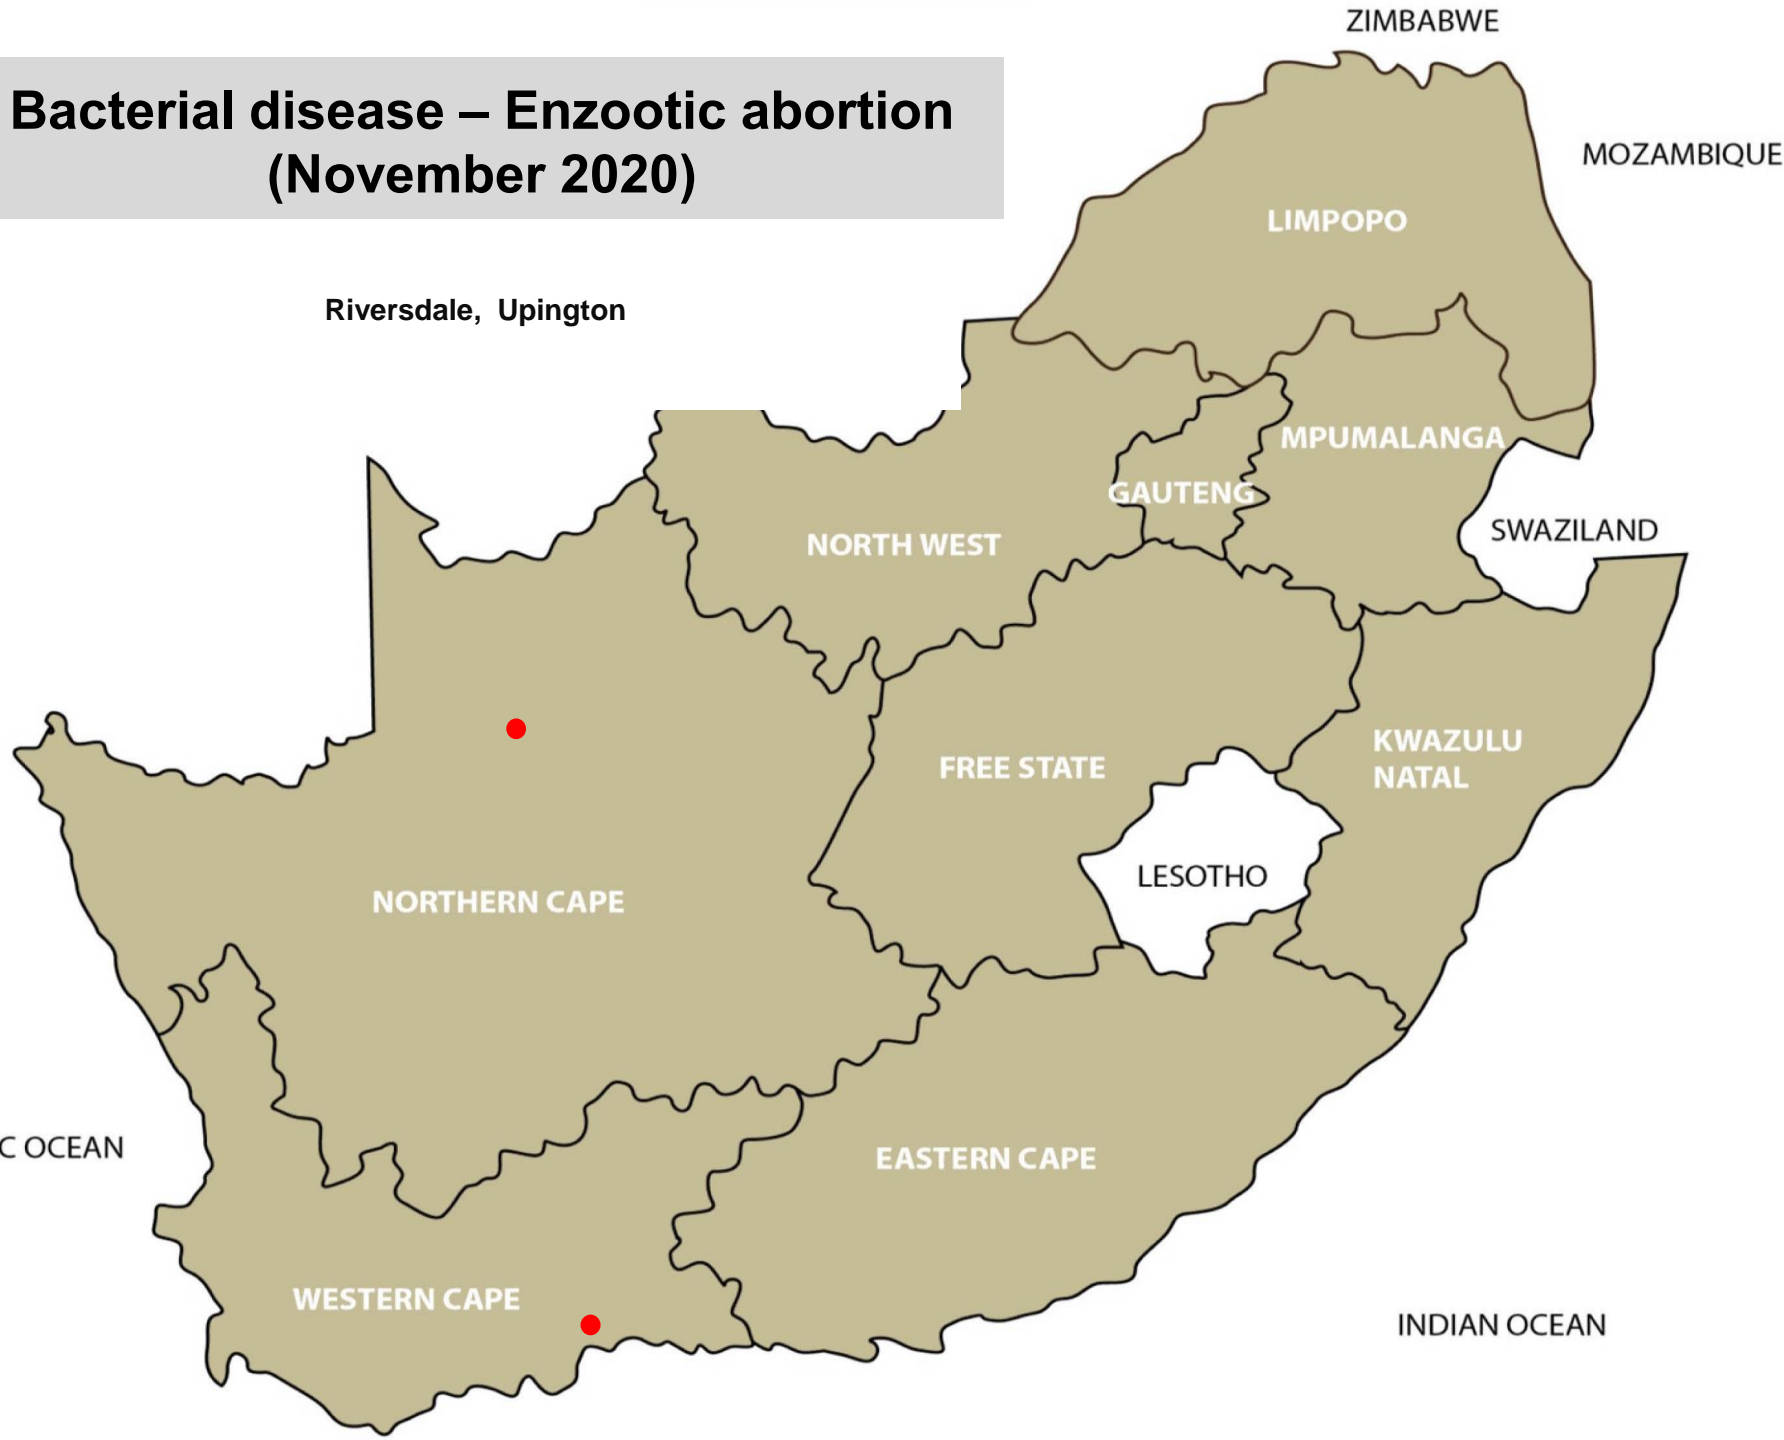 ZIMBABWE
Bacterial disease – Enzootic abortion
(November 2020)
MOZAMBIQUE
LIMPOPO
Riversdale, Upington
MPUMALANGA
GAUTENG
NORTH WEST
SWAZILAND
KWAZULU
NATAL
FREE STATE
LESOTHO
NORTHERN CAPE
C OCEAN
EASTERN CAPE
WESTERN CAPE
INDIAN OCEAN